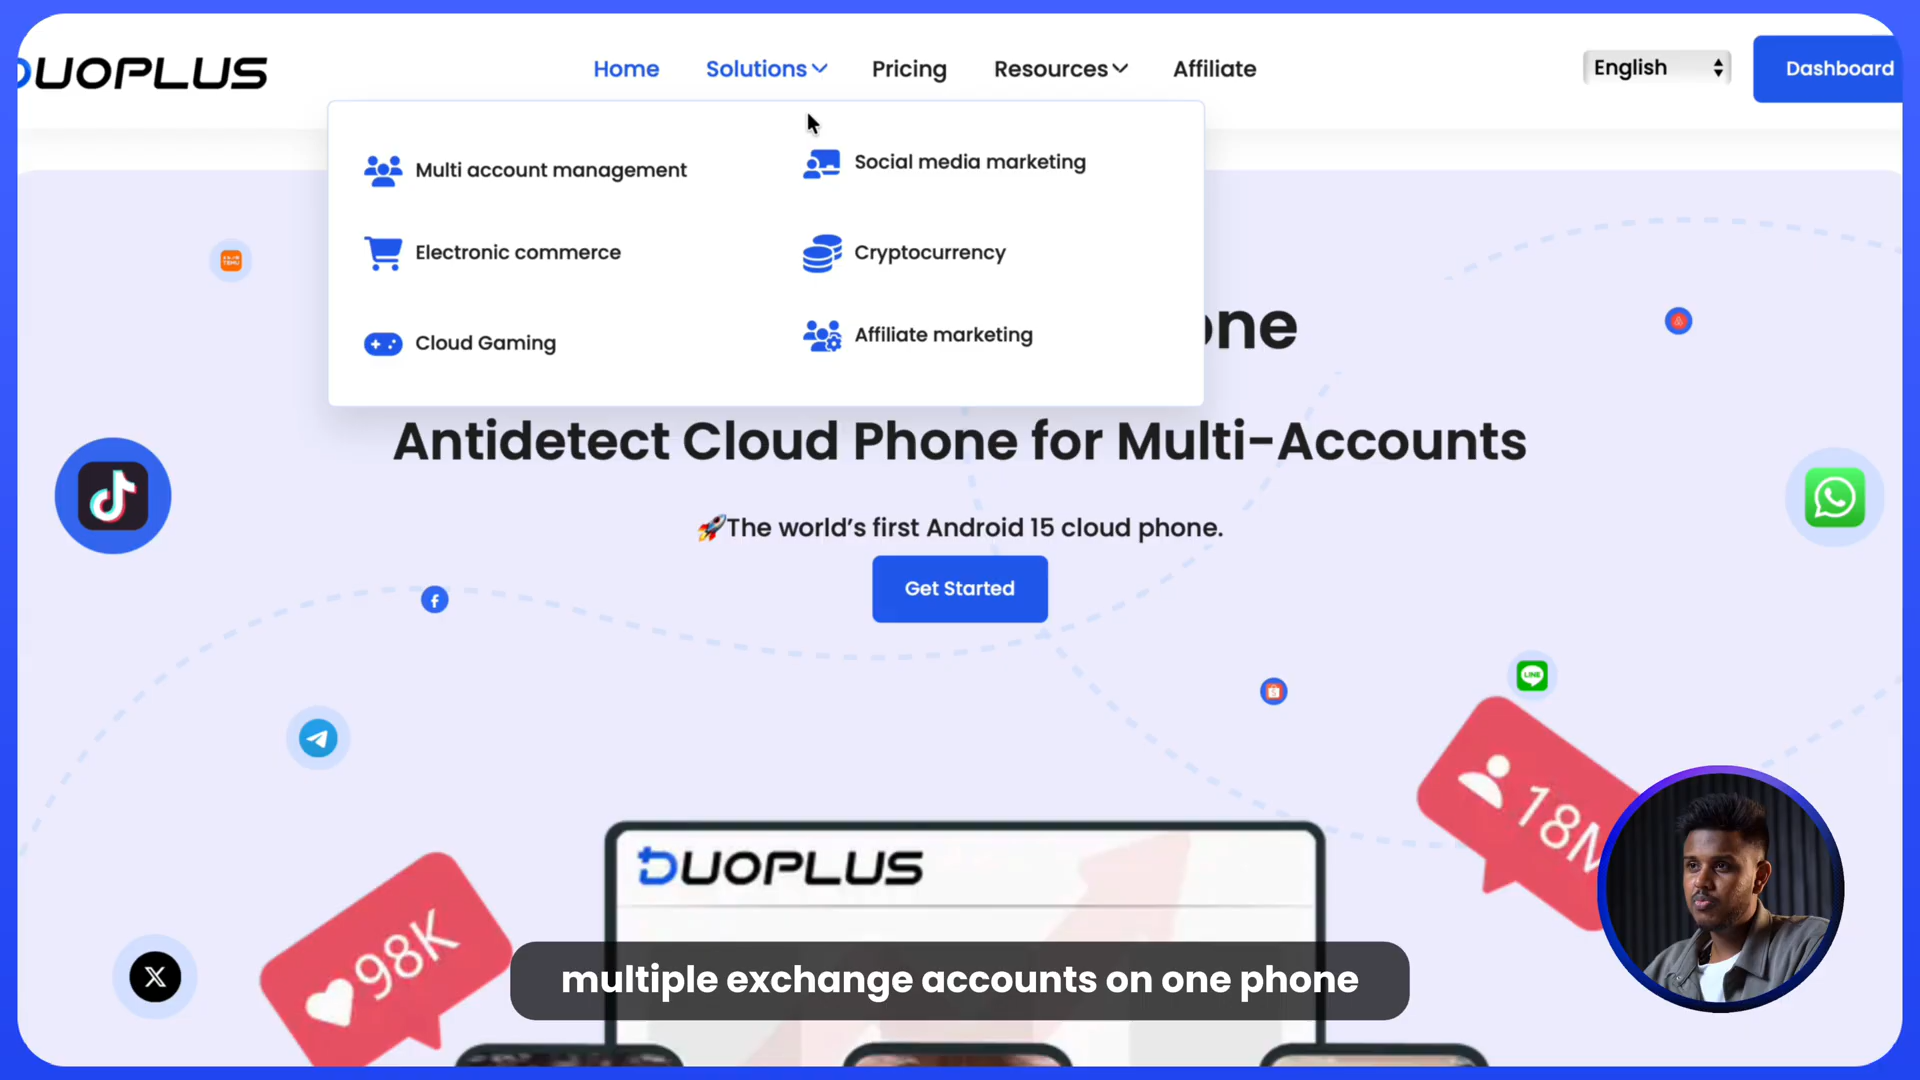 DUOPLUS
Home
Solutions
Pricing
Resources
Affiliate
English
Dashboard
Multi account management
Social media marketing
Electronic commerce
Cryptocurrency
Cloud Gaming
Affiliate marketing
one
Antidetect Cloud Phone for Multi-Accounts
🚀The world's first Android 15 cloud phone.
Get Started
LINE
18M
DUOPLUS
98K
multiple exchange accounts on one phone